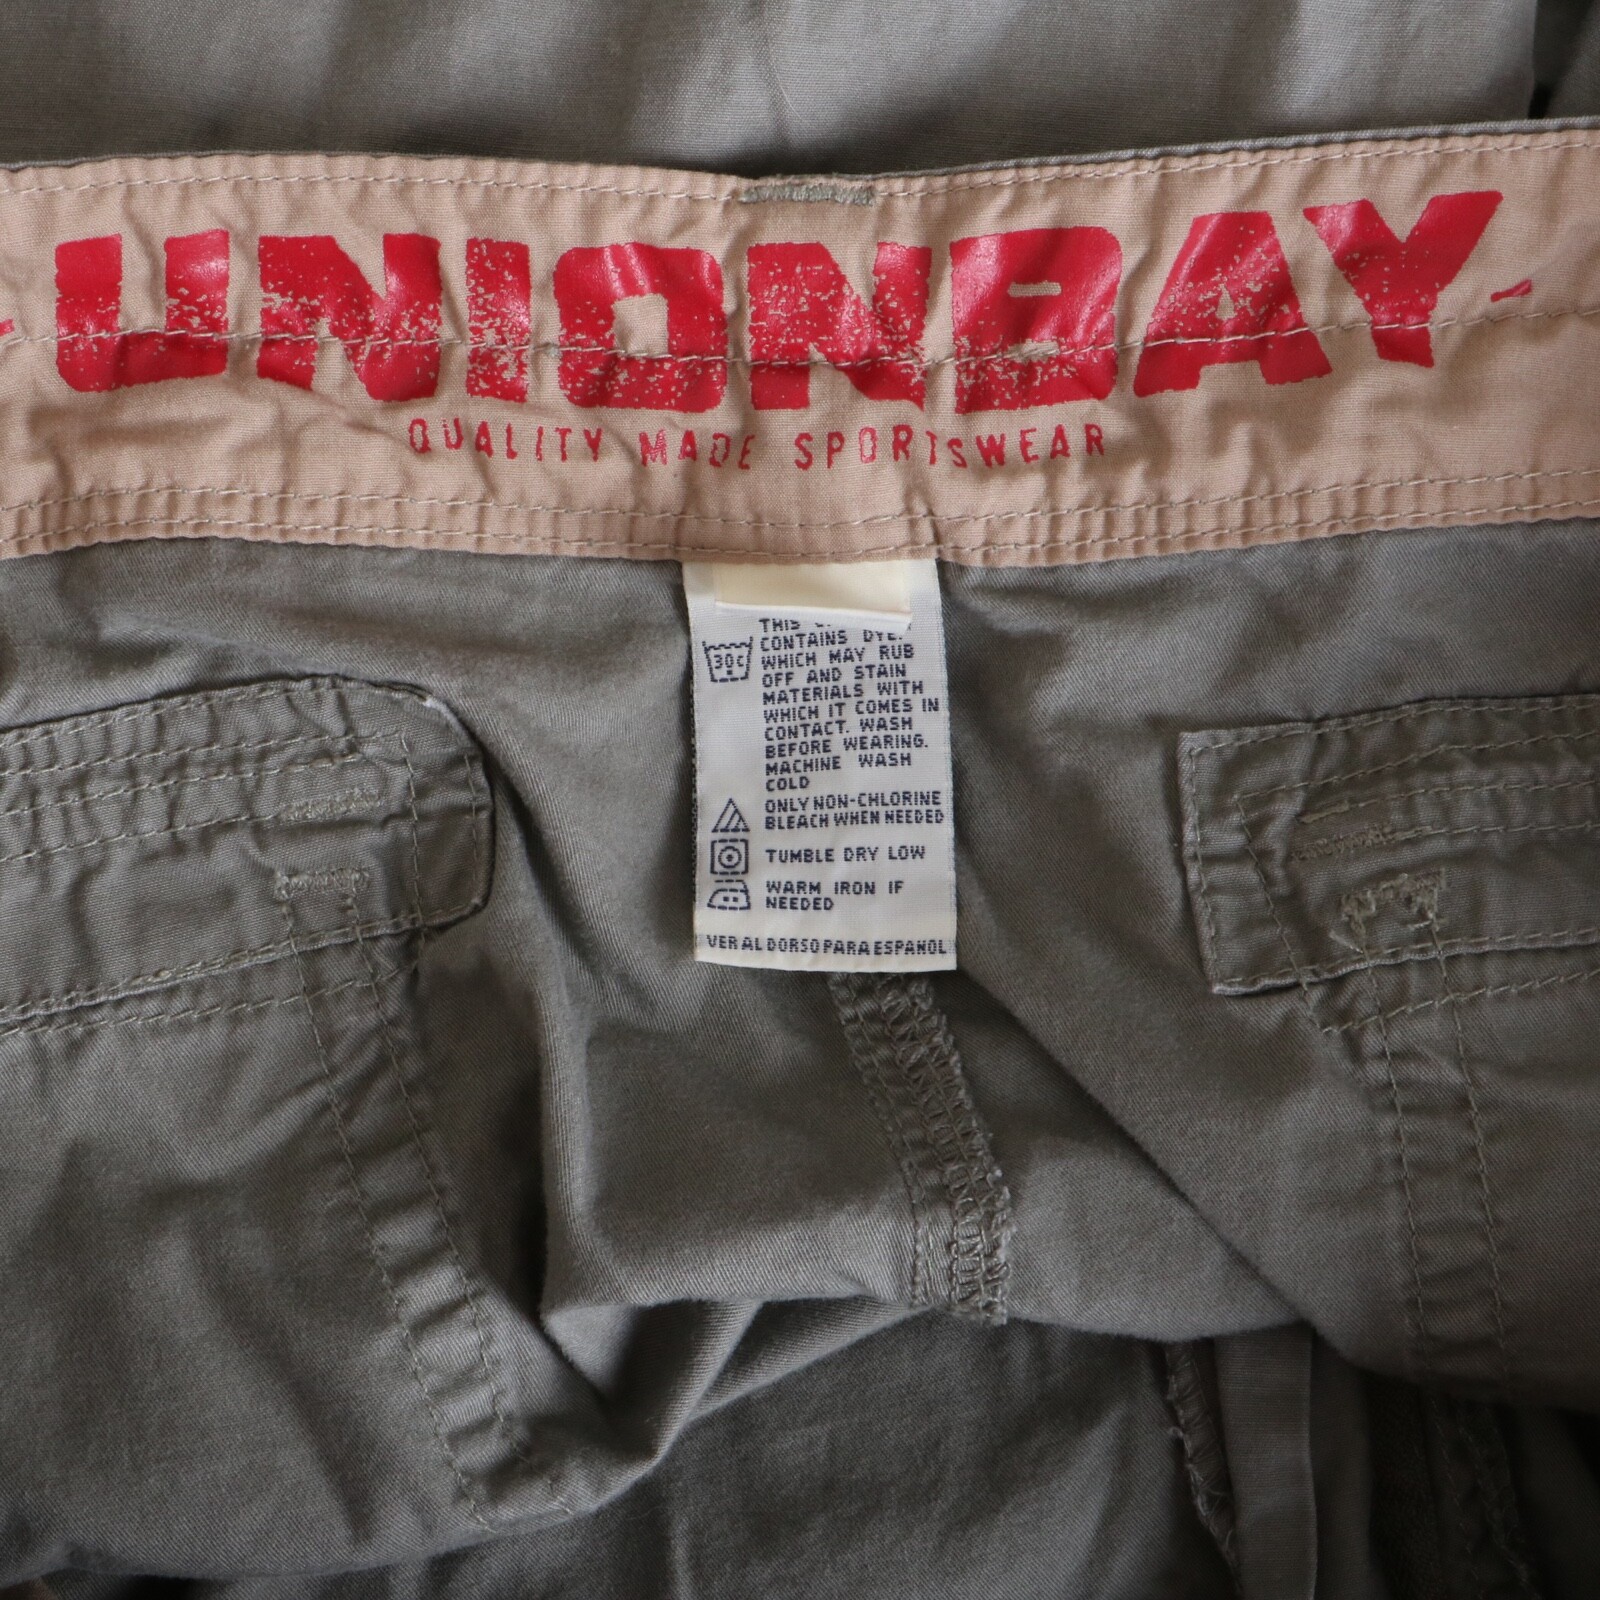 UNIONBAY
QUALITY MADE SPORTSWEAR
30C
THIS
CONTAINS
WHICH MAY RUB
OFF AND STAIN
MATERIALS WITH
WHICH IT COMES IN
CONTACT. WASH
BEFORE WEARING.
MACHINE WASH
COLD
ONLY NON-CHLORINE
BLEACH WHEN NEEDED
TUMBLE DRY LOW
WARM IRON IF
NEEDED
VER AL DORSO PARA ESPANOL